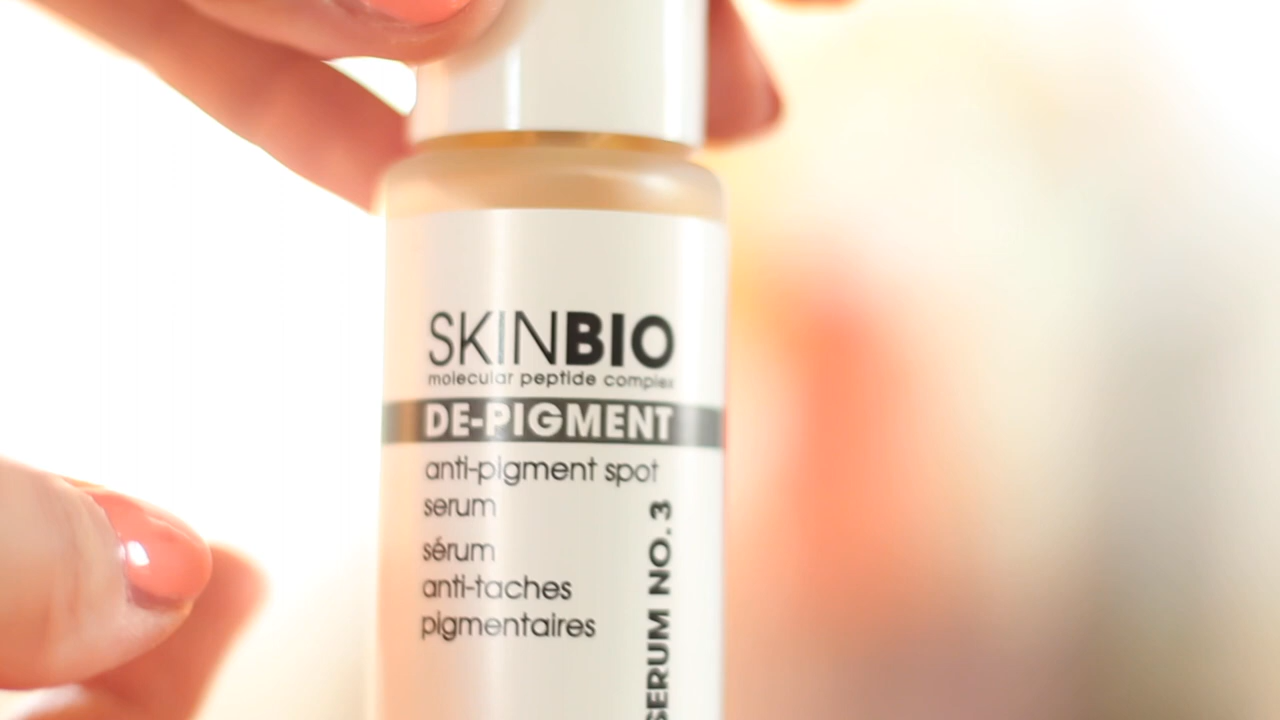 SKINBIO
molecular peptide complex
DE-PIGMENT
anti-pigment spot
serum
sérum
anti-taches
pigmentaires
SERUM NO. 3